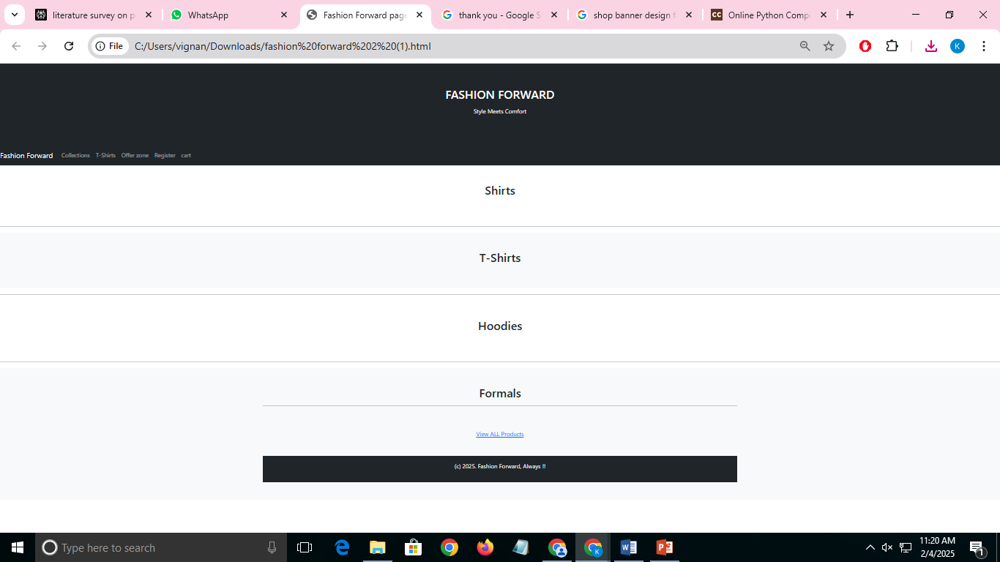 literature survey on p
WhatsApp
Fashion Forward page
thank you - Google S
shop banner design f
CC
Online Python Compi
File
C:/Users/vignan/Downloads/fashion%20forward%202%20(1).html
K
FASHION FORWARD
Style Meets Comfort
Fashion Forward Collections T-Shirts Offer zone Register cart
Shirts
T-Shirts
Hoodies
Formals
View ALL Products
(c) 2025. Fashion Forward, Always !!
Type here to search
K
11:20 AM
2/4/2025
1